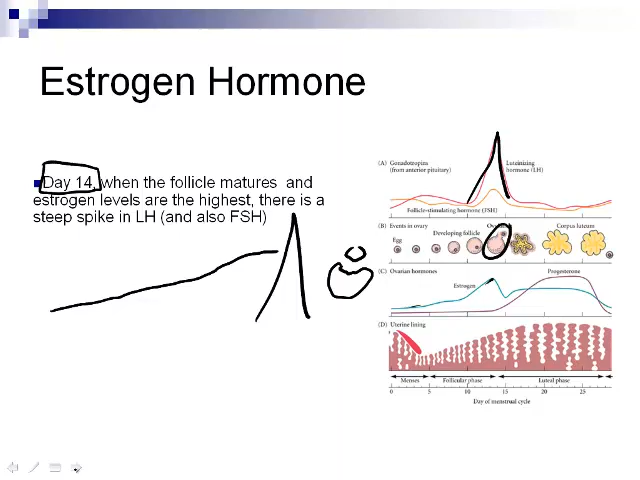 Estrogen Hormone
Day 14, when the follicle matures and
estrogen levels are the highest, there is a
steep spike in LH (and also FSH)
(A) Gonadotropins
(from anterior pituitary)
Luteinizing
hormone (LH)
Follicle-stimulating hormone (FSH)
(B) Events in ovary
Egg
Developing follicle
Corpus luteum
(C) Ovarian hormones
Estrogen
Progesterone
(D) Uterine lining
Menses
Follicular phase
Luteal phase
0 5 10 15 20 25
Day of menstrual cycle